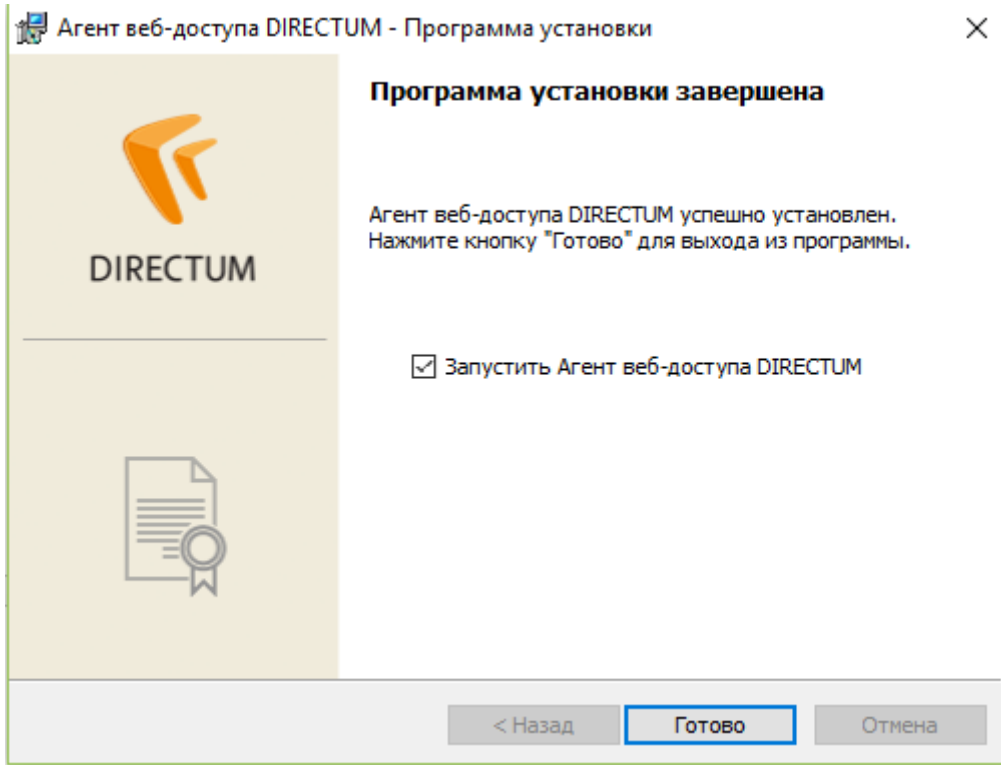 Агент веб-доступа DIRECTUM - Программа установки
Программа установки завершена
Агент веб-доступа DIRECTUM успешно установлен.
Нажмите кнопку "Готово" для выхода из программы.
DIRECTUM
Запустить Агент веб-доступа DIRECTUM
< Назад
Готово
Отмена